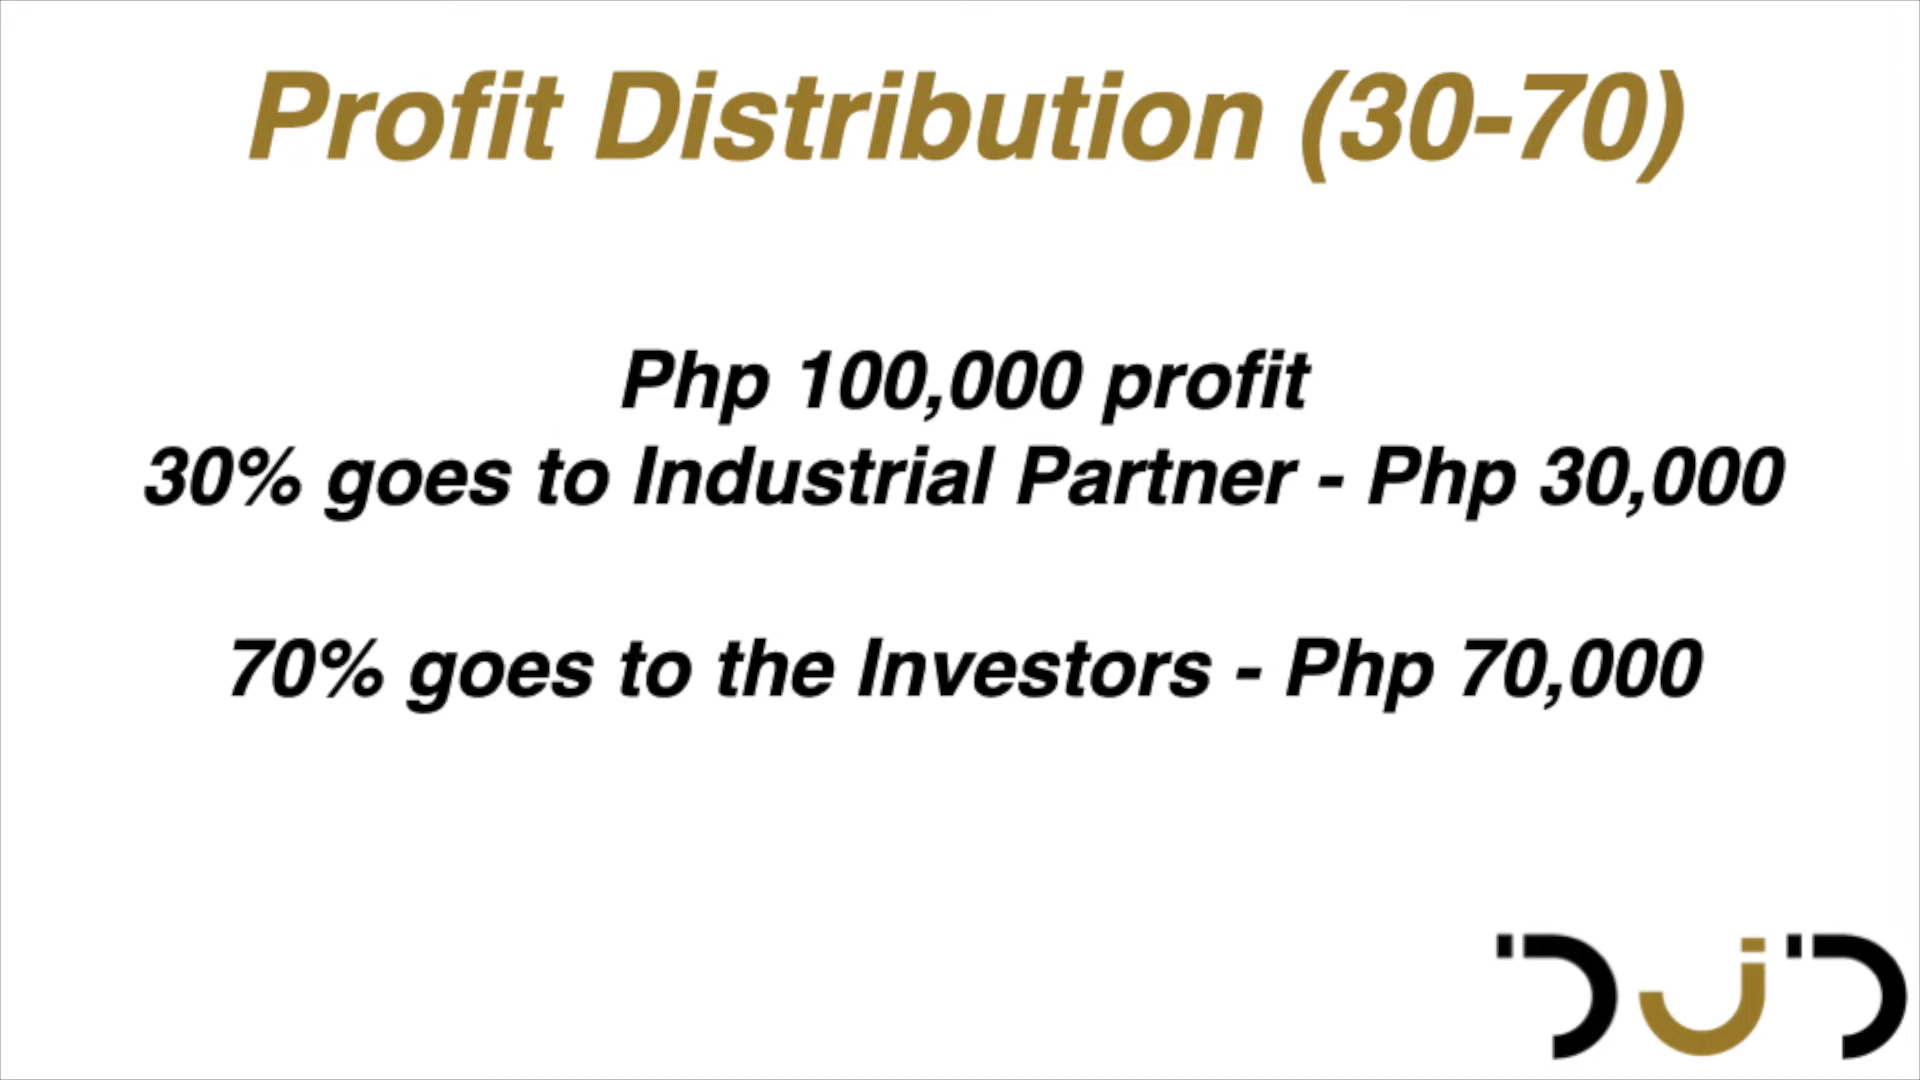 Profit Distribution (30-70)
Php 100,000 profit
30% goes to Industrial Partner - Php 30,000
70% goes to the Investors - Php 70,000
DJD